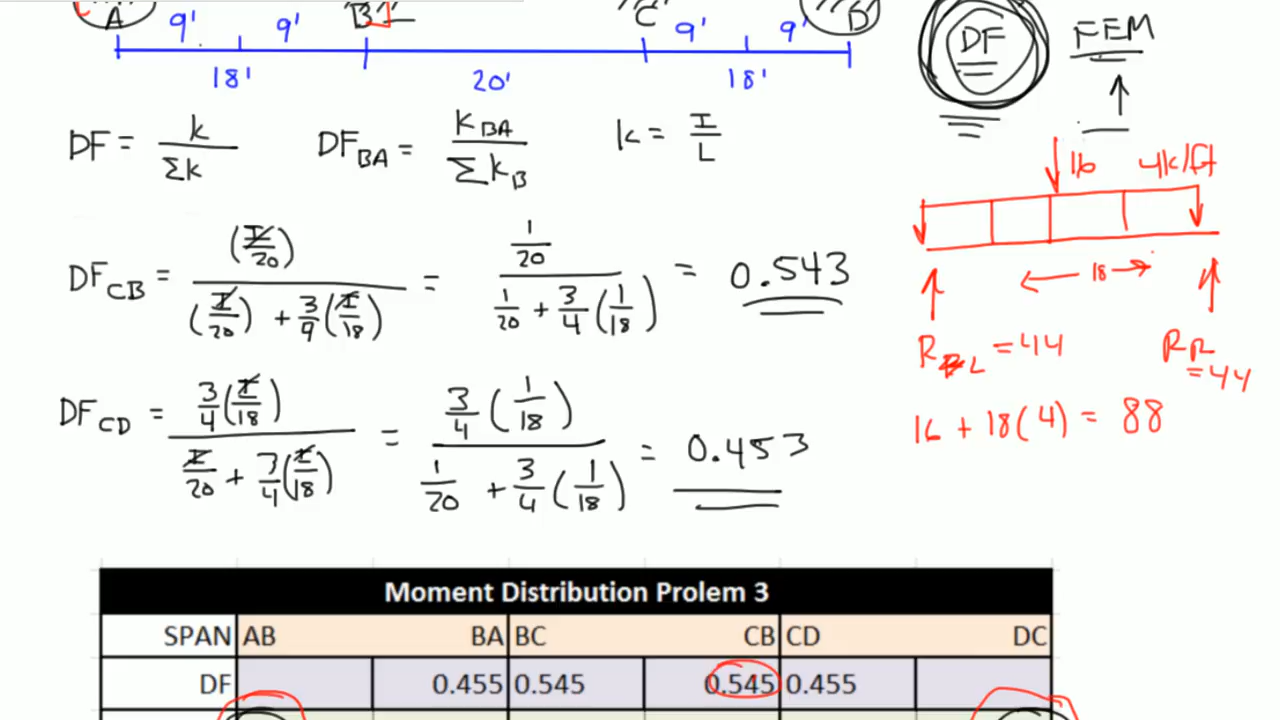 A B C D
9' 9' 9' 9'
18' 20' 18'
DF FEM
DF = k/Σk DF_BA = K_BA/Σk_B k = I/L
16 4k/ft
DF_CB = (I/20)/((I/20) + 3/9(I/18)) = (1/20)/(1/20 + 3/4(1/18)) = 0.543
18
R_L = 44 R_R = 44
DF_CD = 3/4(I/18)/(I/20 + 3/4(I/18)) = 3/4(1/18)/(1/20 + 3/4(1/18)) = 0.453
16 + 18(4) = 88
Moment Distribution Prolem 3
SPAN AB BA BC CB CD DC
DF 0.455 0.545 0.545 0.455